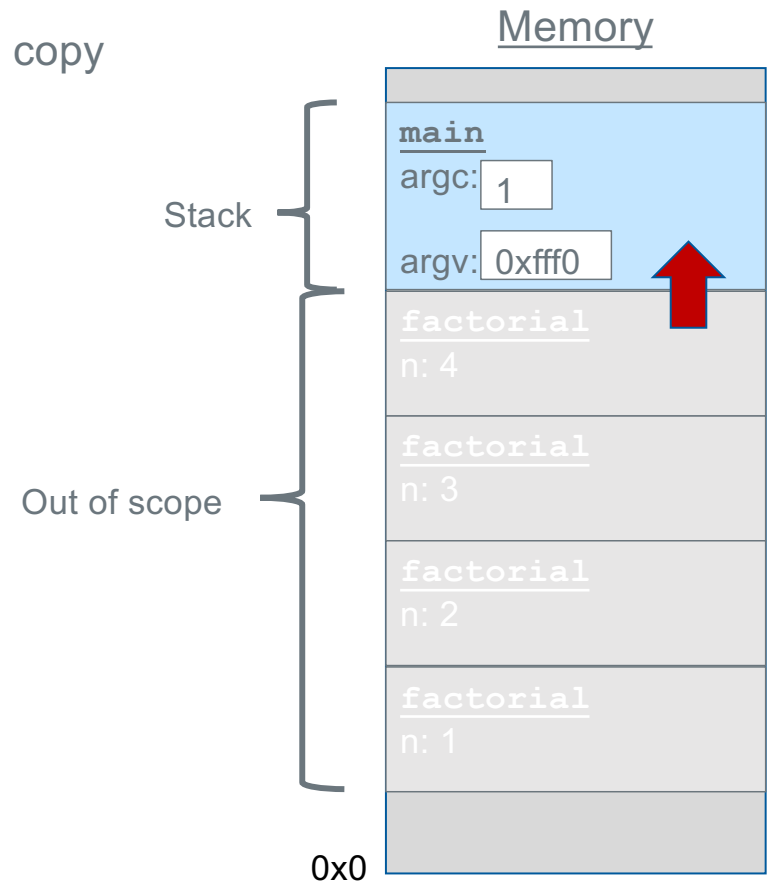 copy
Memory
main
argc: 1
Stack
argv: 0xfff0
factorial
n: 4
factorial
n: 3
Out of scope
factorial
n: 2
factorial
n: 1
0x0